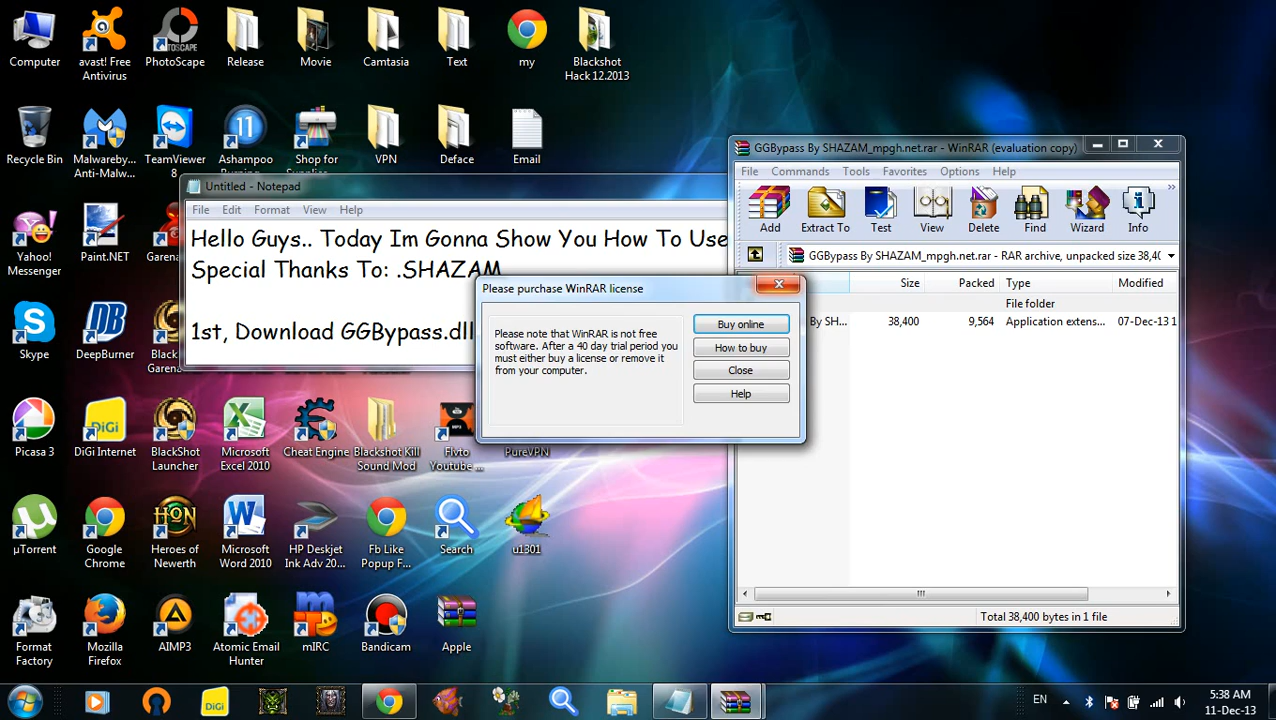 Computer
avast! Free
Antivirus
PhotoScape
Release
Movie
Camtasia
Text
my
Blackshot
Hack 12.2013
Recycle Bin
Malwareby...
Anti-Malw...
TeamViewer
8
Ashampoo
Burning
Shop for
VPN
Deface
Email
Yahoo!
Messenger
Paint.NET
Skype
DeepBurner
Garena
Picasa 3
DiGi Internet
BlackShot
Launcher
Microsoft
Excel 2010
Cheat Engine
Blackshot Kill
Sound Mod
Flvto
Youtube ...
PureVPN
µTorrent
Google
Chrome
Heroes of
Newerth
Microsoft
Word 2010
HP Deskjet
Ink Adv 20...
Fb Like
Popup F...
Search
u1301
Format
Factory
Mozilla
Firefox
AIMP3
Atomic Email
Hunter
mIRC
Bandicam
Apple
Untitled - Notepad
File Edit Format View Help
Hello Guys.. Today Im Gonna Show You How To Use
Special Thanks To: .SHAZAM
1st, Download GGBypass.dll
GGBypass By SHAZAM_mpgh.net.rar - WinRAR (evaluation copy)
File Commands Tools Favorites Options Help
Add Extract To Test View Delete Find Wizard Info
GGBypass By SHAZAM_mpgh.net.rar - RAR archive, unpacked size 38,40
Size Packed Type Modified
File folder
By SH... 38,400 9,564 Application extens... 07-Dec-13 1
Total 38,400 bytes in 1 file
Please purchase WinRAR license
Please note that WinRAR is not free
software. After a 40 day trial period you
must either buy a license or remove it
from your computer.
Buy online
How to buy
Close
Help
DiGi
EN
5:38 AM
11-Dec-13